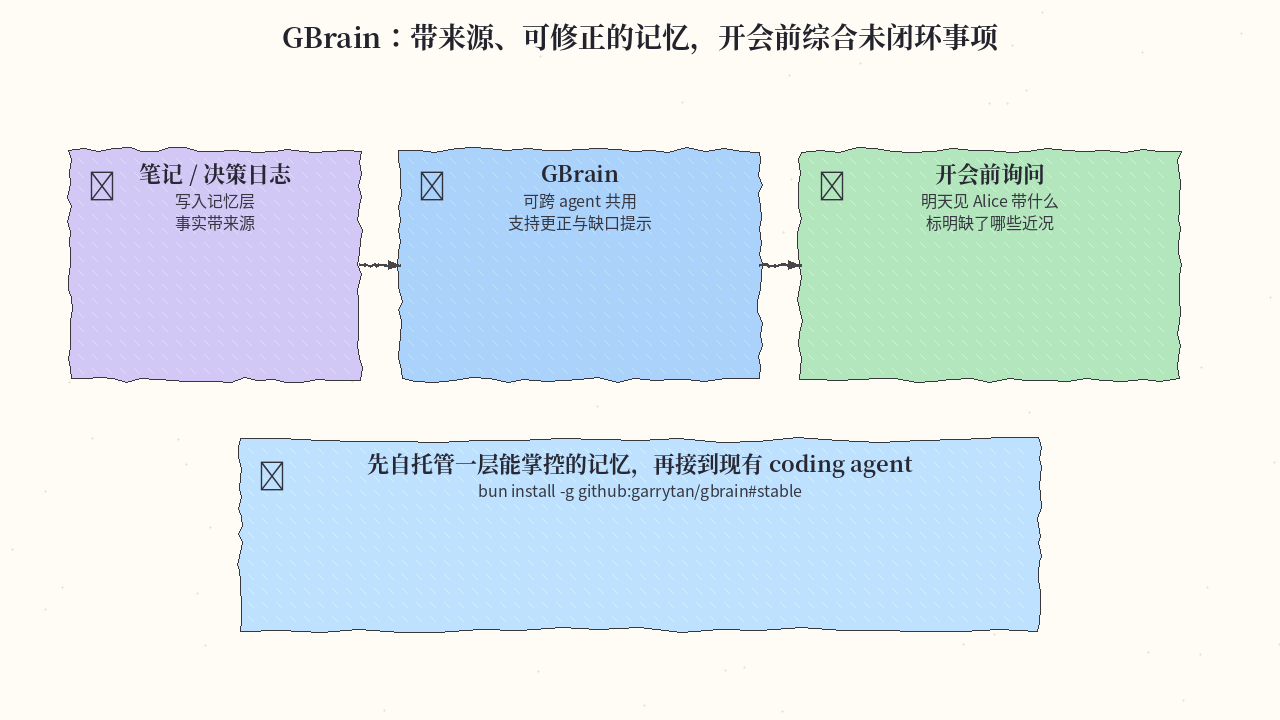 GBrain：带来源、可修正的记忆，开会前综合未闭环事项
笔记 / 决策日志
写入记忆层
事实带来源
GBrain
可跨 agent 共用
支持更正与缺口提示
开会前询问
明天见 Alice 带什么
标明缺了哪些近况
先自托管一层能掌控的记忆，再接到现有 coding agent
bun install -g github:garrytan/gbrain#stable